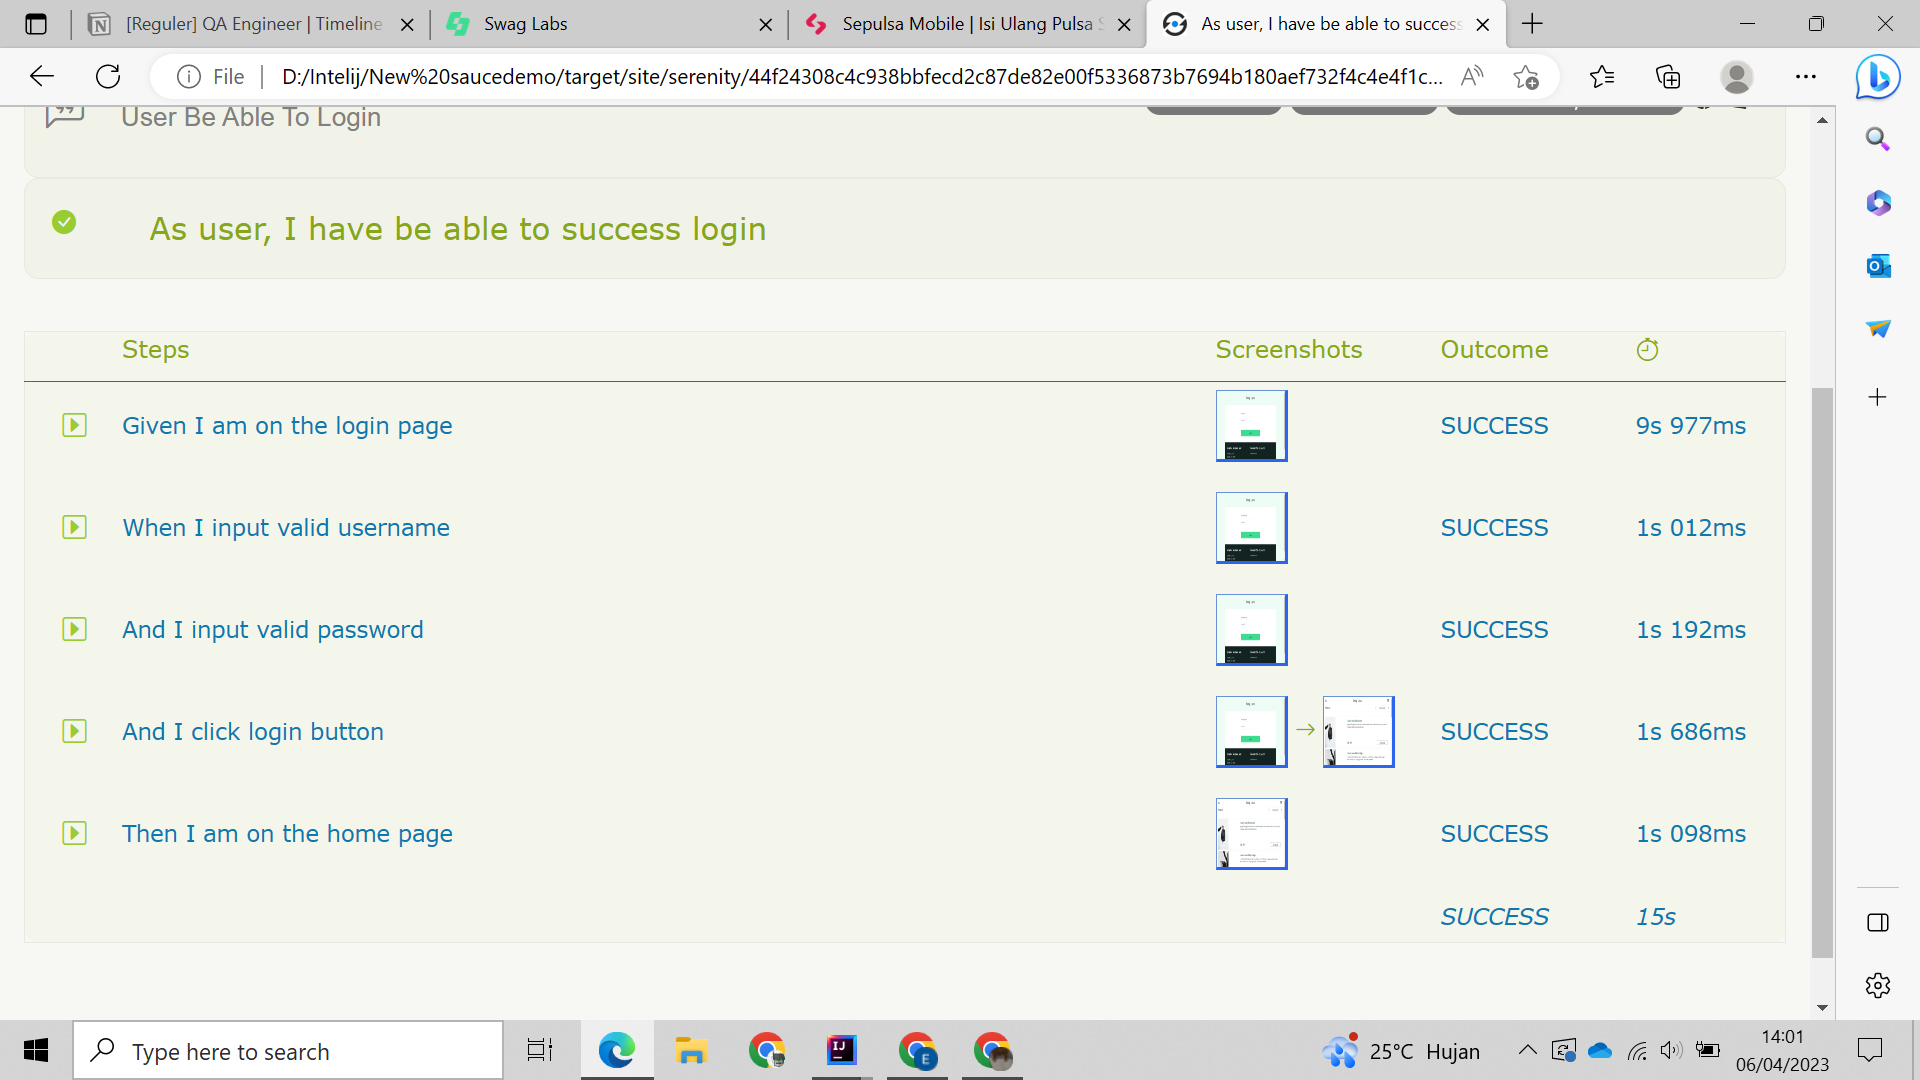 [Reguler] QA Engineer | Timeline
Swag Labs
Sepulsa Mobile | Isi Ulang Pulsa S
As user, I have be able to success
File
D:/Intelij/New%20saucedemo/target/site/serenity/44f24308c4c938bbfecd2c87de82e00f5336873b7694b180aef732f4c4e4f1c...
User Be Able To Login
As user, I have be able to success login
Steps Screenshots Outcome
Given I am on the login page SUCCESS 9s 977ms
When I input valid username SUCCESS 1s 012ms
And I input valid password SUCCESS 1s 192ms
And I click login button SUCCESS 1s 686ms
Then I am on the home page SUCCESS 1s 098ms
SUCCESS 15s
Type here to search
25°C Hujan
14:01
06/04/2023